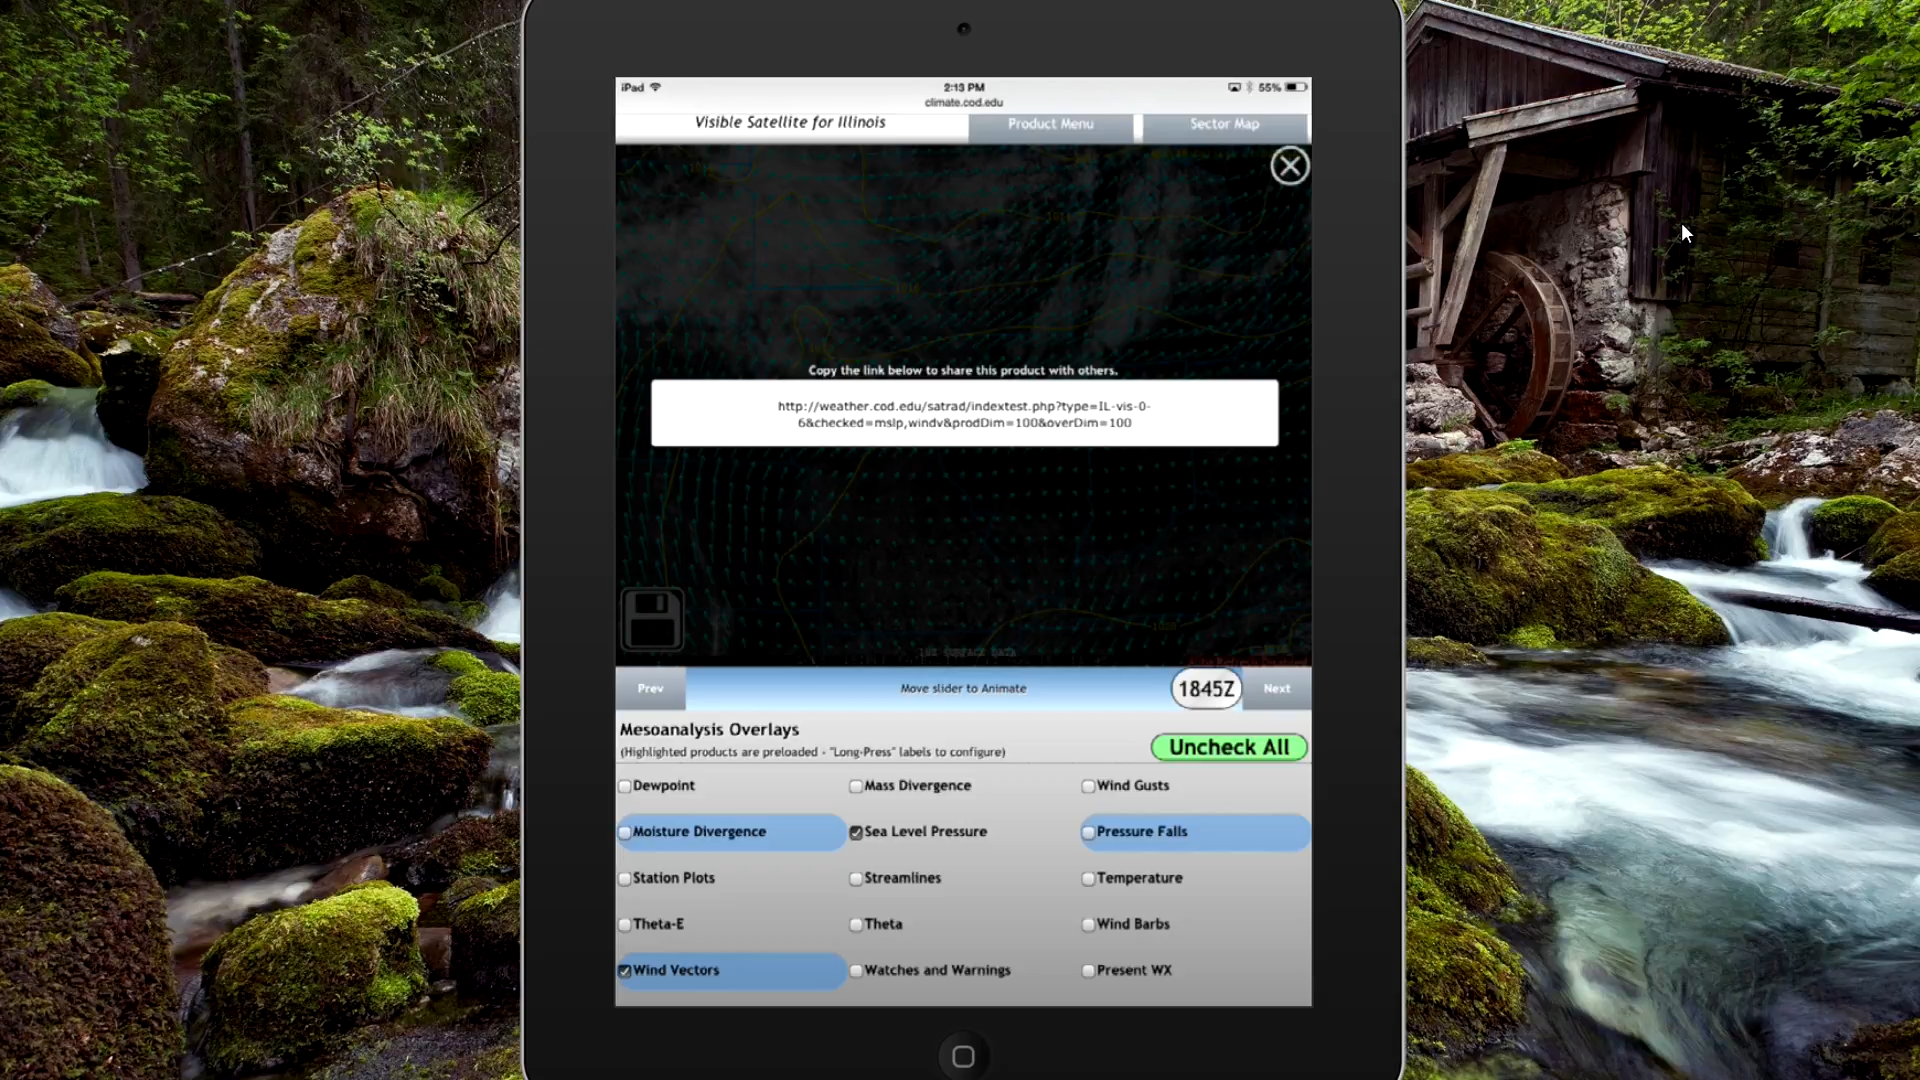 iPad 2:13 PM 55%
climate.cod.edu
Visible Satellite for Illinois Product Menu Sector Map
Copy the link below to share this product with others.
http://weather.cod.edu/satrad/indextest.php?type=IL-vis-0-
6&checked=mslp,windv&prodDim=100&overDim=100
Prev Move slider to Animate 1845Z Next
Mesoanalysis Overlays
(Highlighted products are preloaded - "Long-Press" labels to configure)
Uncheck All
Dewpoint Mass Divergence Wind Gusts
Moisture Divergence Sea Level Pressure Pressure Falls
Station Plots Streamlines Temperature
Theta-E Theta Wind Barbs
Wind Vectors Watches and Warnings Present WX